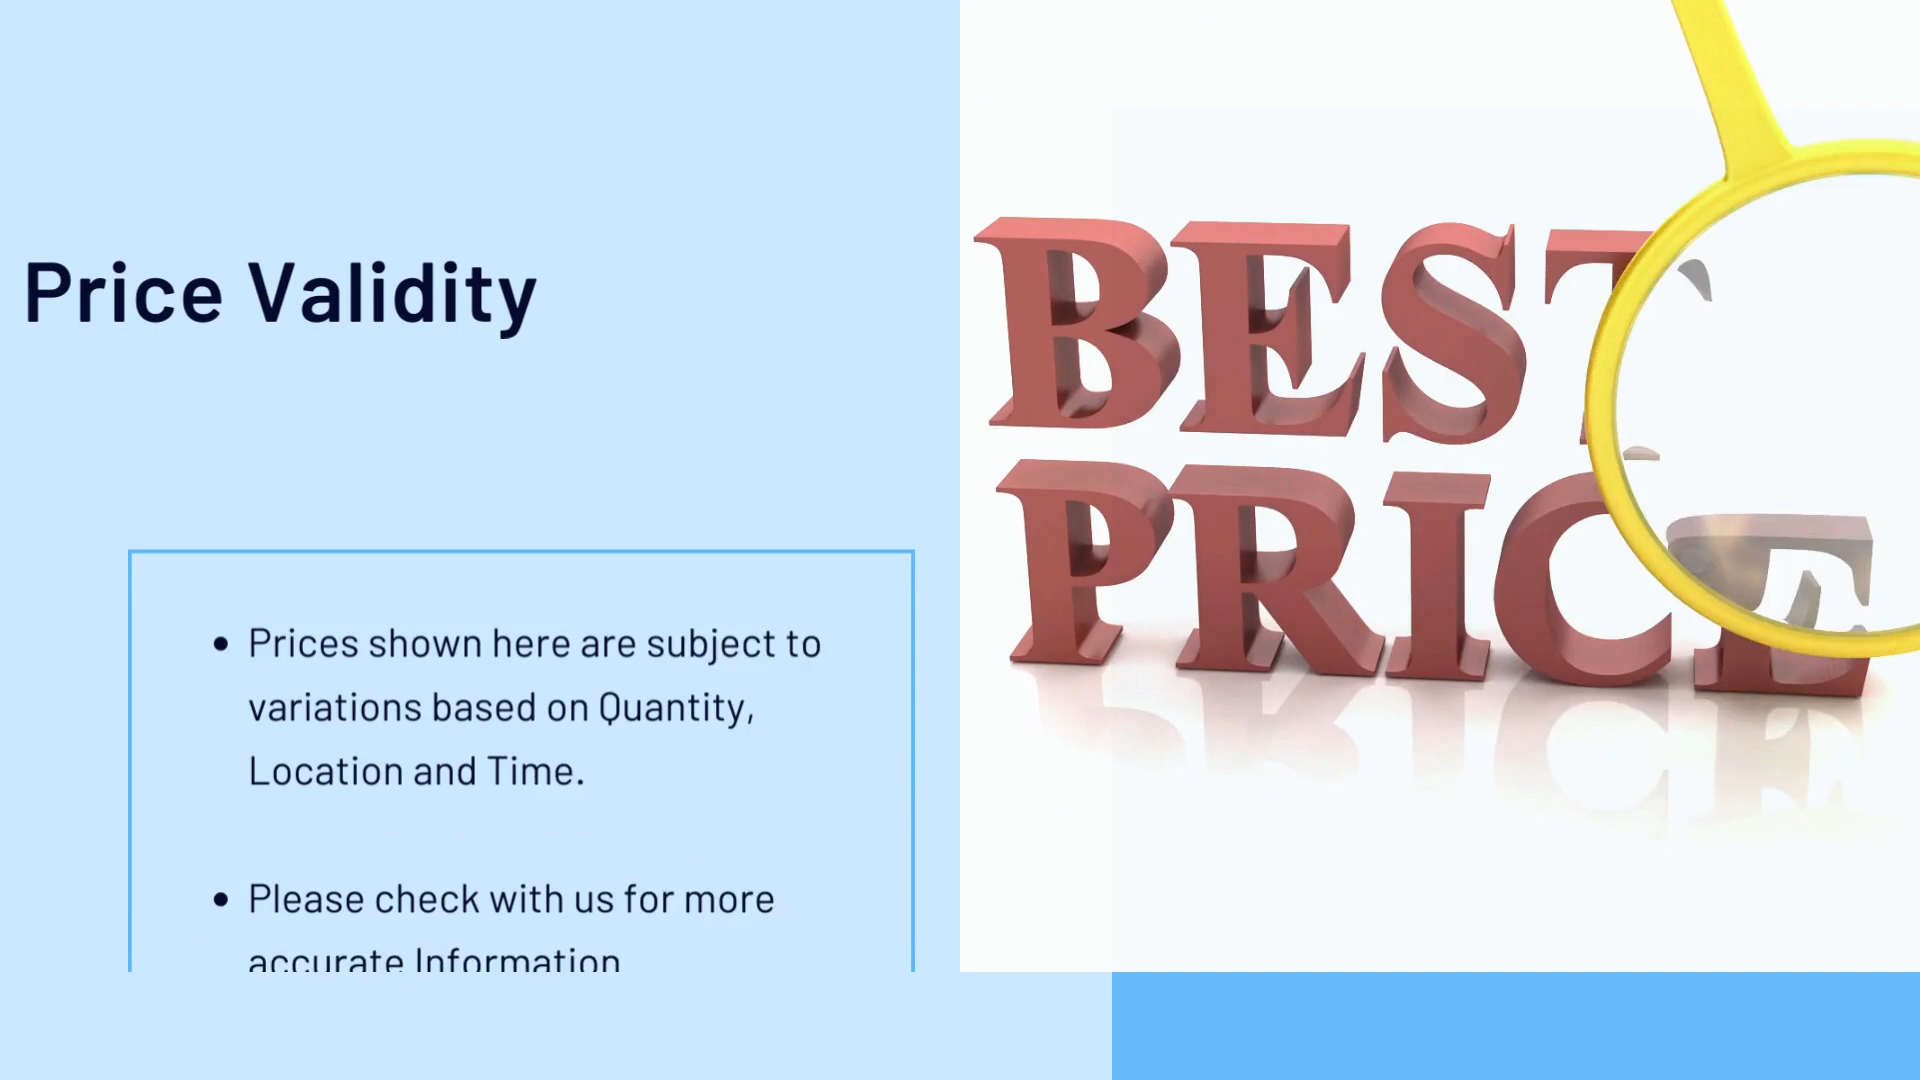 Price Validity
Prices shown here are subject to
variations based on Quantity,
Location and Time.
Please check with us for more
accurate Information
BEST
PRICE